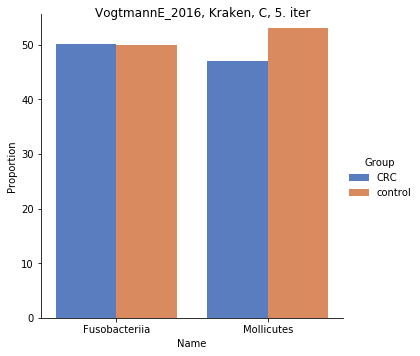 VogtmannE_2016, Kraken, C, 5. iter
50
40
30
20
10
0
Proportion
Fusobacteriia
Mollicutes
Name
Group
CRC
control